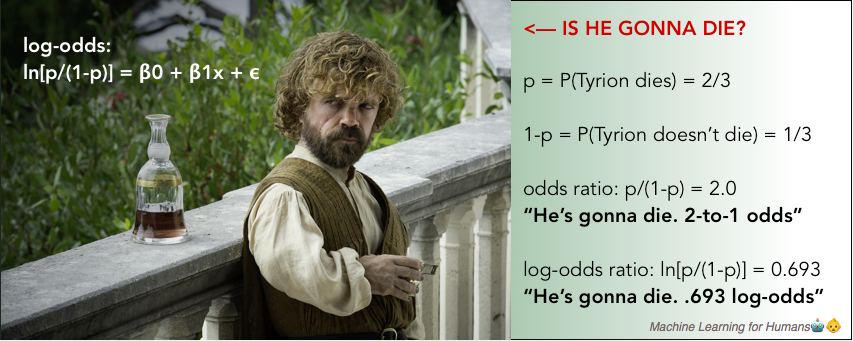 log-odds:
ln[p/(1-p)] = β0 + β1x + ϵ
<— IS HE GONNA DIE?
p = P(Tyrion dies) = 2/3
1-p = P(Tyrion doesn’t die) = 1/3
odds ratio: p/(1-p) = 2.0
“He’s gonna die. 2-to-1 odds”
log-odds ratio: ln[p/(1-p)] = 0.693
“He’s gonna die. .693 log-odds”
Machine Learning for Humans🤖👶